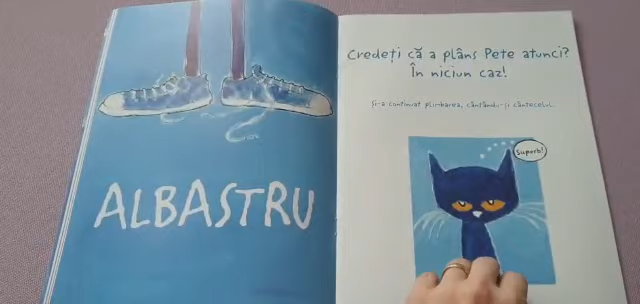 ALBASTRU
Credeți că a plâns Pete atunci?
În niciun caz!
Și-a continuat plimbarea, cântându-și cântecelul.
Superb!